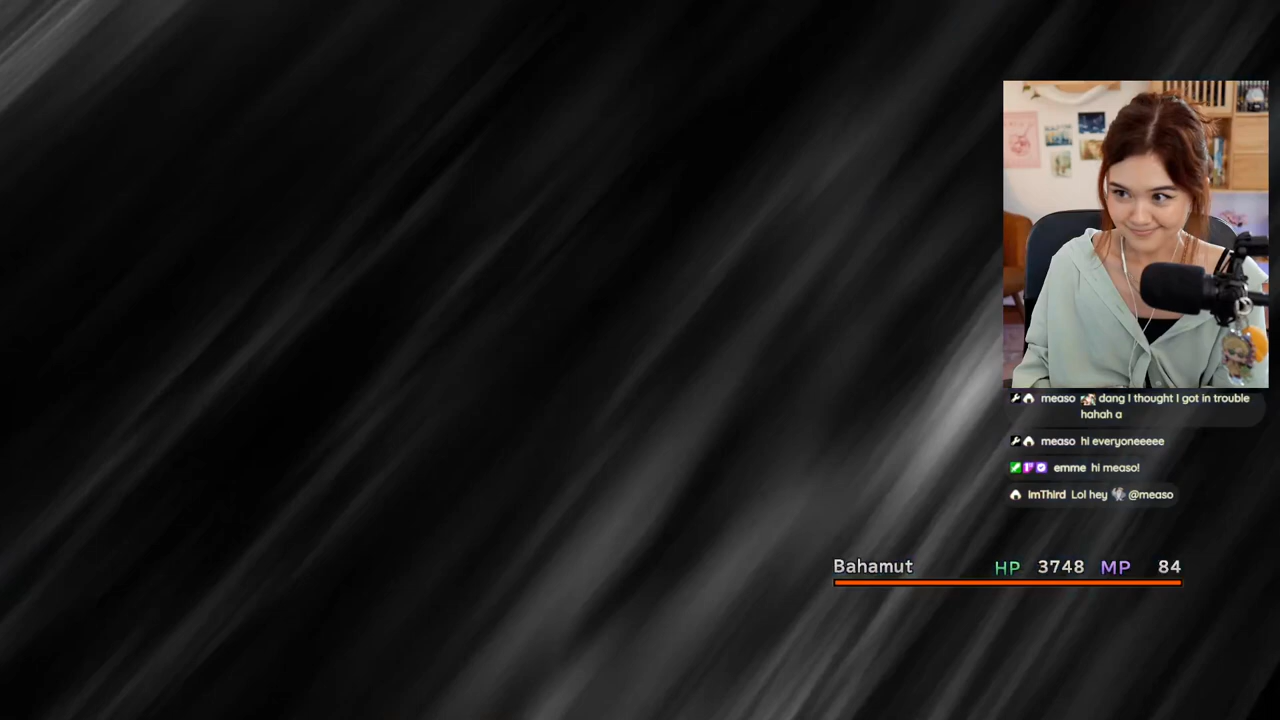 measo dang I thought I got in trouble
hahah a
measo hi everyoneeeee
emme hi measo!
ImThird Lol hey @measo
Bahamut HP 3748 MP 84